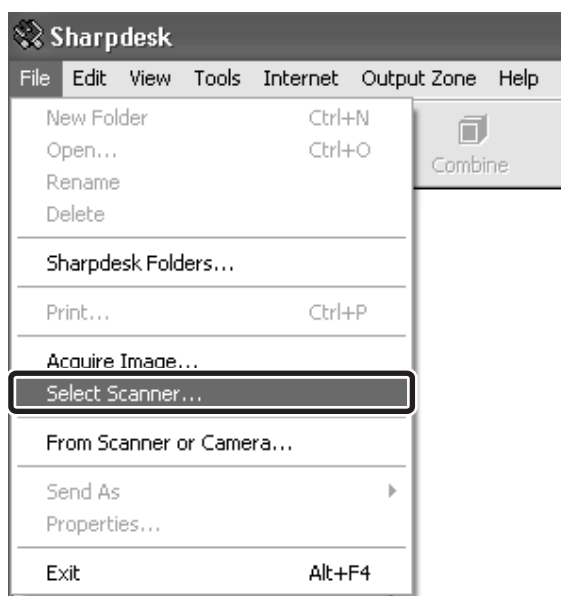 Sharpdesk
File Edit View Tools Internet Output Zone Help
New Folder Ctrl+N
Open... Ctrl+O
Combine
Rename
Delete
Sharpdesk Folders...
Print... Ctrl+P
Acquire Image...
Select Scanner...
From Scanner or Camera...
Send As
Properties...
Exit Alt+F4